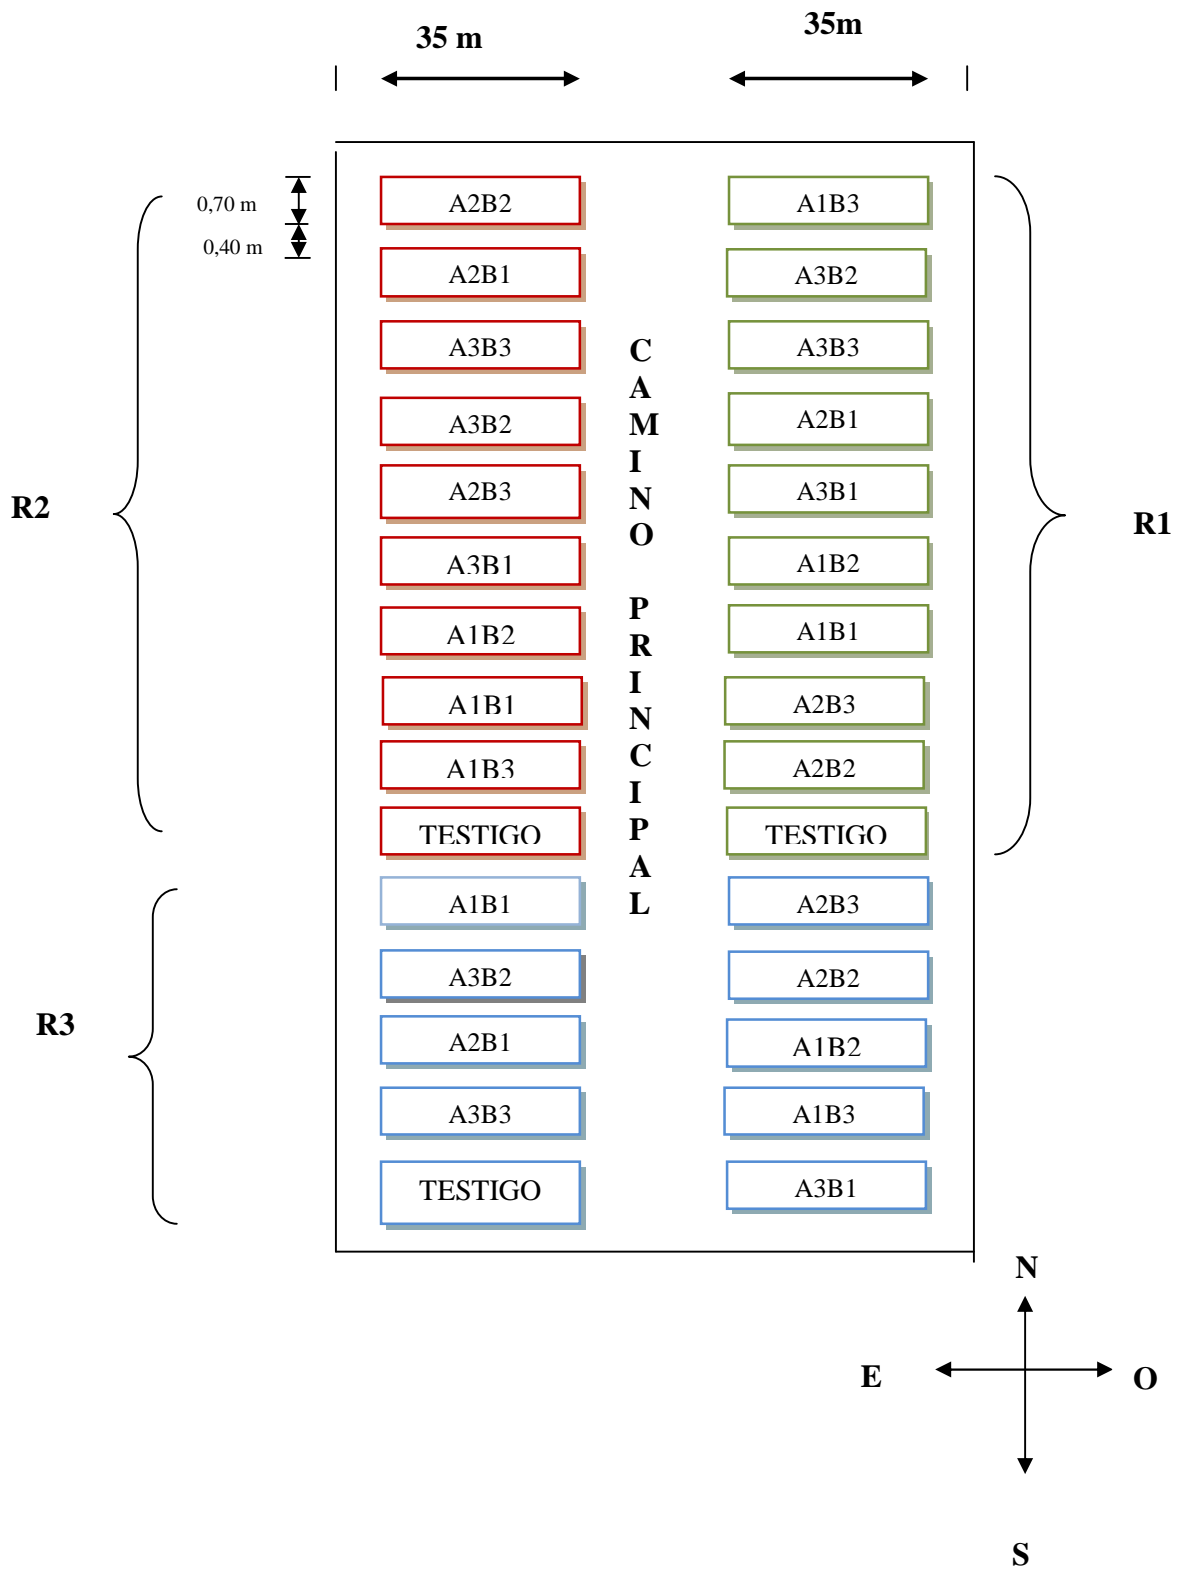 35 m
35m
0,70 m
0,40 m
R2
A2B2
A2B1
A3B3
A3B2
A2B3
A3B1
A1B2
A1B1
A1B3
TESTIGO
R3
A1B1
A3B2
A2B1
A3B3
TESTIGO
CAMINO PRINCIPAL
A1B3
A3B2
A3B3
A2B1
A3B1
A1B2
A1B1
A2B3
A2B2
TESTIGO
R1
A2B3
A2B2
A1B2
A1B3
A3B1
N
E
O
S